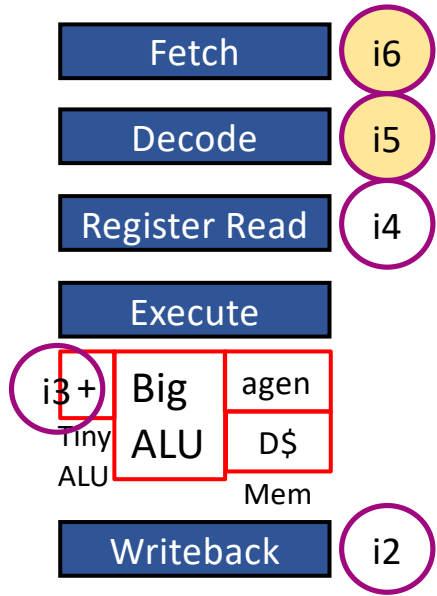 Fetch i6
Decode i5
Register Read i4
Execute
i3 + Big agen
Tiny ALU D$
ALU
Mem
Writeback i2